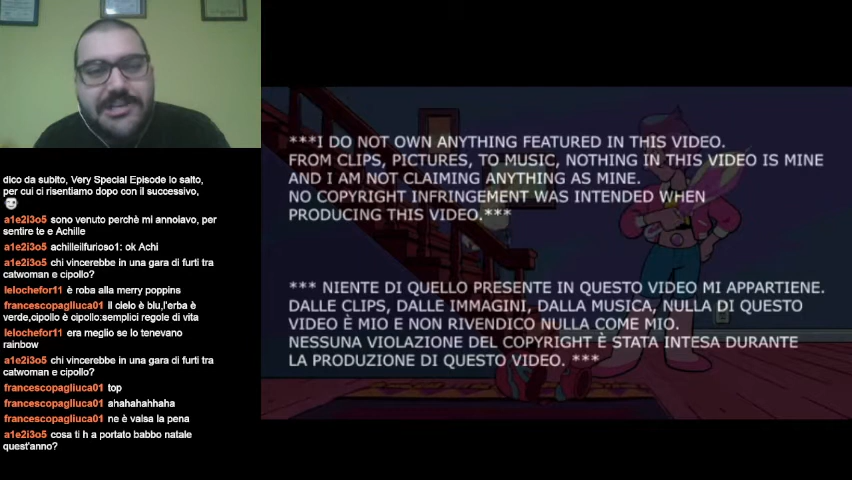 dico da subito, Very Special Episode lo salto,
per cui ci risentiamo dopo con il successivo,
a1e2i3o5 sono venuto perchè mi annoiavo, per
sentire te e Achille
a1e2i3o5 achilleilfurioso1: ok Achi
a1e2i3o5 chi vincerebbe in una gara di furti tra
catwoman e cipollo?
lelochefor11 è roba alla merry poppins
francescopagliuca01 il cielo è blu,l'erba è
verde,cipollo è cipollo:semplici regole di vita
lelochefor11 era meglio se lo tenevano
rainbow
a1e2i3o5 chi vincerebbe in una gara di furti tra
catwoman e cipollo?
francescopagliuca01 top
francescopagliuca01 ahahahahhaha
francescopagliuca01 ne è valsa la pena
a1e2i3o5 cosa ti h a portato babbo natale
quest'anno?
***I DO NOT OWN ANYTHING FEATURED IN THIS VIDEO.
FROM CLIPS, PICTURES, TO MUSIC, NOTHING IN THIS VIDEO IS MINE
AND I AM NOT CLAIMING ANYTHING AS MINE.
NO COPYRIGHT INFRINGEMENT WAS INTENDED WHEN
PRODUCING THIS VIDEO.***
*** NIENTE DI QUELLO PRESENTE IN QUESTO VIDEO MI APPARTIENE.
DALLE CLIPS, DALLE IMMAGINI, DALLA MUSICA, NULLA DI QUESTO
VIDEO È MIO E NON RIVENDICO NULLA COME MIO.
NESSUNA VIOLAZIONE DEL COPYRIGHT È STATA INTESA DURANTE
LA PRODUZIONE DI QUESTO VIDEO. ***